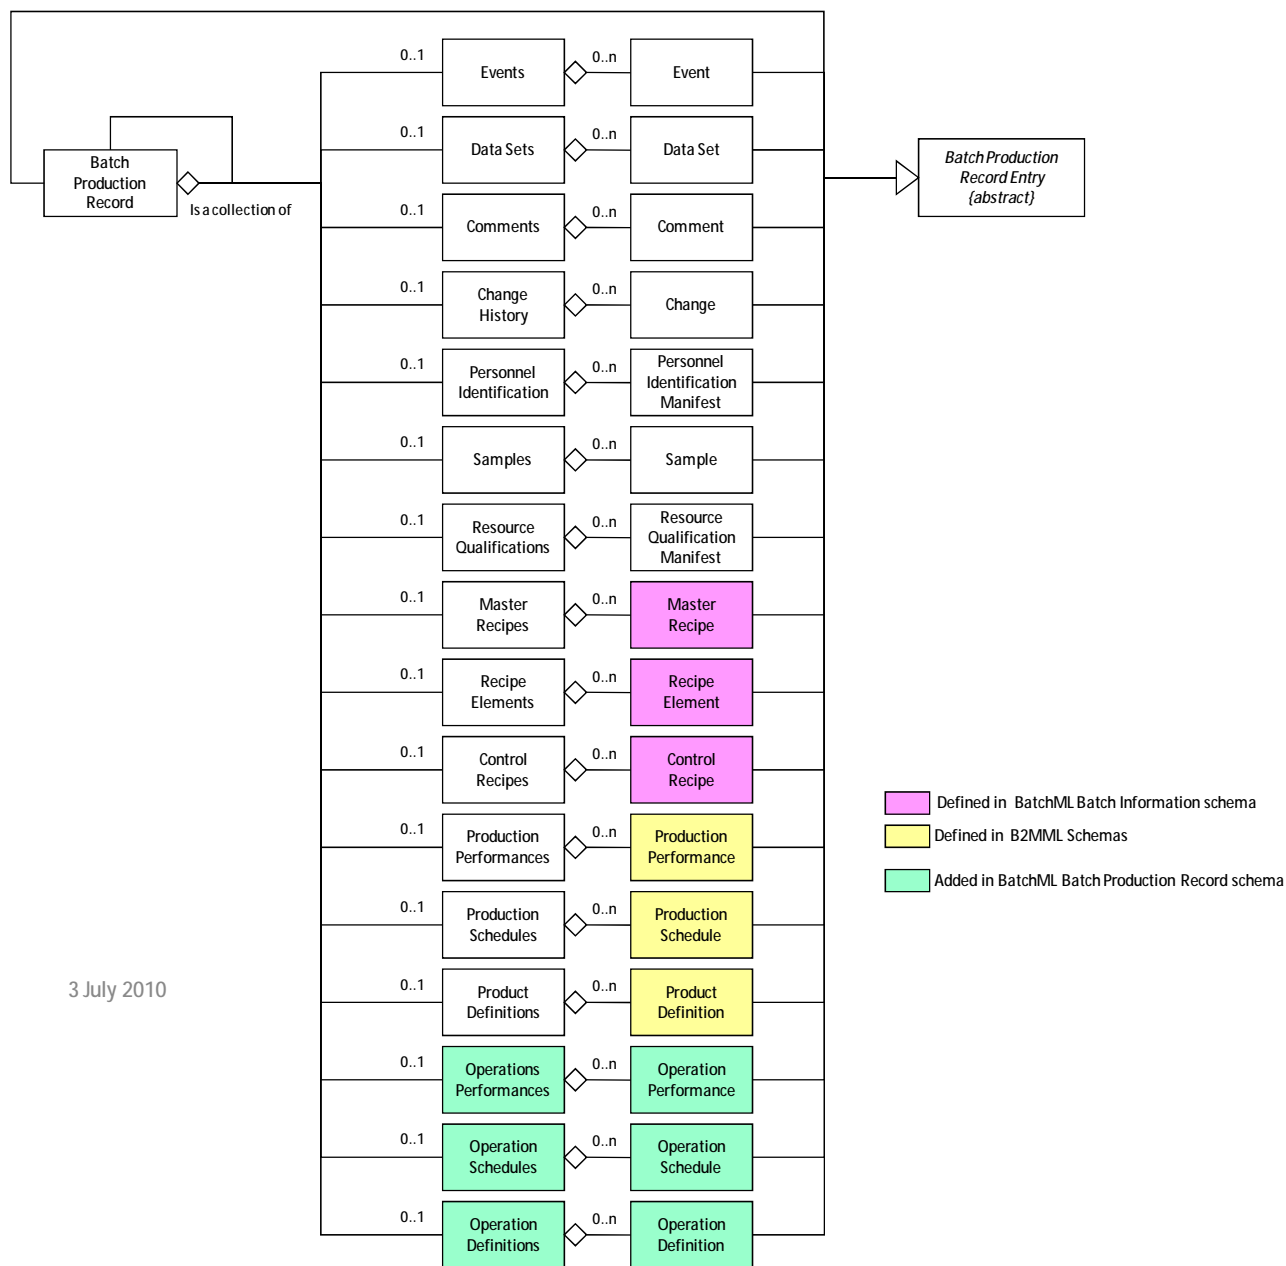 0..1
Events
0..n
Event
0..1
Data Sets
0..n
Data Set
Batch
Production
Record
Is a collection of
Batch Production
Record Entry
{abstract}
0..1
Comments
0..n
Comment
0..1
Change
History
0..n
Change
0..1
Personnel
Identification
0..n
Personnel
Identification
Manifest
0..1
Samples
0..n
Sample
0..1
Resource
Qualifications
0..n
Resource
Qualification
Manifest
0..1
Master
Recipes
0..n
Master
Recipe
0..1
Recipe
Elements
0..n
Recipe
Element
0..1
Control
Recipes
0..n
Control
Recipe
Defined in BatchML Batch Information schema
Defined in B2MML Schemas
Added in BatchML Batch Production Record schema
0..1
Production
Performances
0..n
Production
Performance
0..1
Production
Schedules
0..n
Production
Schedule
3 July 2010
0..1
Product
Definitions
0..n
Product
Definition
0..1
Operations
Performances
0..n
Operation
Performance
0..1
Operation
Schedules
0..n
Operation
Schedule
0..1
Operation
Definitions
0..n
Operation
Definition